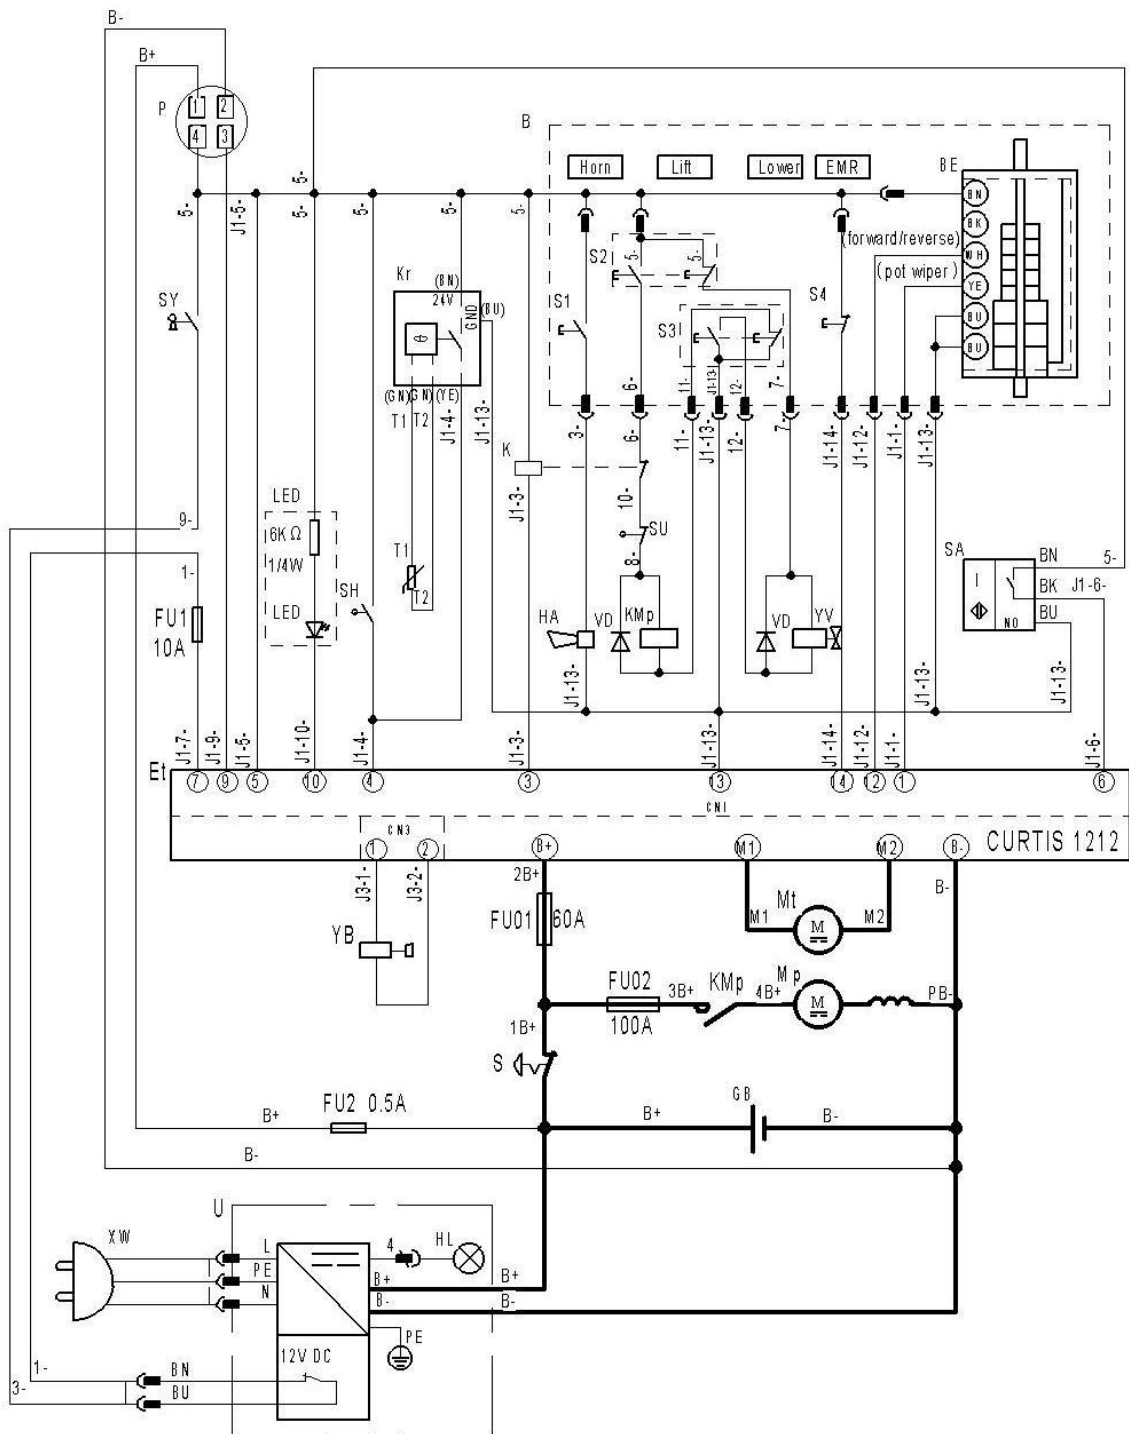 B-
B+
P
1 2
4 3
B
Horn Lift Lower EMR
BE
5-
5- J1-5- 5- 5- 5- 5-
BN
BK
(forward/reverse)
WH
(pot wiper)
YE
BU
BU
SY
Kr
(BN)
24V
GND
(BU)
θ
(GN) (GN) (YE)
T1 T2
J1-4-
J1-13-
S2
5- 5-
S1
S3
S4
11- J1-13- 12- 7-
6-
3- 6- 11- J1-13- 12- 7- J1-14- J1-12- J1-1- J1-13-
K
J1-3-
10-
SU
8-
9-
1-
LED
6KΩ
1/4W
LED
FU1
10A
SH
T1
T2
HA
VD
KMp
VD
YV
SA
BN 5-
BK J1-6-
BU
NO
J1-13-
J1-13-
J1-13-
J1-7- J1-9- J1-5- J1-10- J1-4- J1-3- J1-13- J1-14- J1-12- J1-1- J1-6-
Et
7 9 5 10 4 3 13 14 12 1 6
CN1
CN3
1 2 B+ M1 M2 B-
CURTIS 1212
J3-1- J3-2-
2B+
B-
FU01 60A
M1 Mt M2
M
YB
FU02
100A
3B+ KMp 4B+ Mp PB-
M
1B+
S
FU2 0.5A
B+
B+ GB B-
B-
U
XW
L
PE
N
4 HL
B+ B+
B- B-
PE
12V DC
1- BN
3- BU